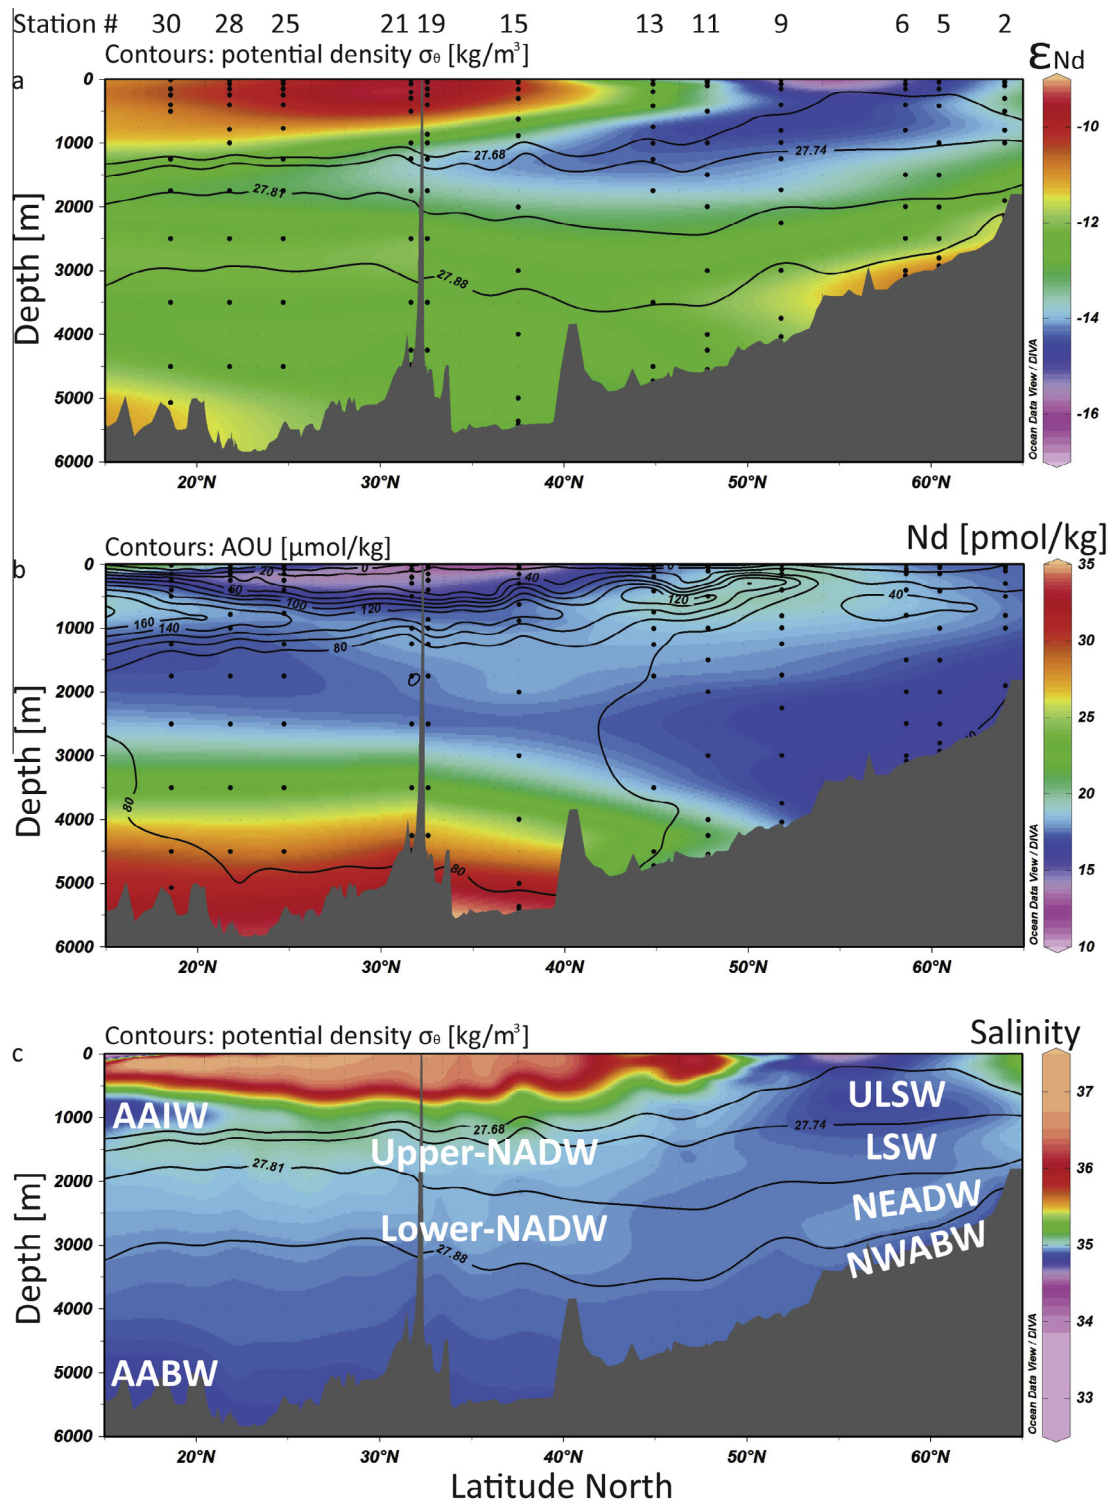 Station # 30 28 25 21 19 15 13 11 9 6 5 2
Contours: potential density σθ [kg/m³]
εNd
a
0
1000
2000
3000
4000
5000
6000
Depth [m]
27.68
27.74
27.81
27.88
20°N 30°N 40°N 50°N 60°N
-10
-12
-14
-16
Ocean Data View / DIVA
Contours: AOU [µmol/kg]
Nd [pmol/kg]
b
0
1000
2000
3000
4000
5000
6000
Depth [m]
20
0
40
0
60
100
120
120
40
160
140
80
80
80
20°N 30°N 40°N 50°N 60°N
35
30
25
20
15
10
Ocean Data View / DIVA
Contours: potential density σθ [kg/m³]
Salinity
c
0
1000
2000
3000
4000
5000
6000
Depth [m]
AAIW
27.68
27.74
ULSW
Upper-NADW
LSW
27.81
NEADW
Lower-NADW
27.88
NWABW
AABW
20°N 30°N 40°N 50°N 60°N
Latitude North
37
36
35
34
33
Ocean Data View / DIVA